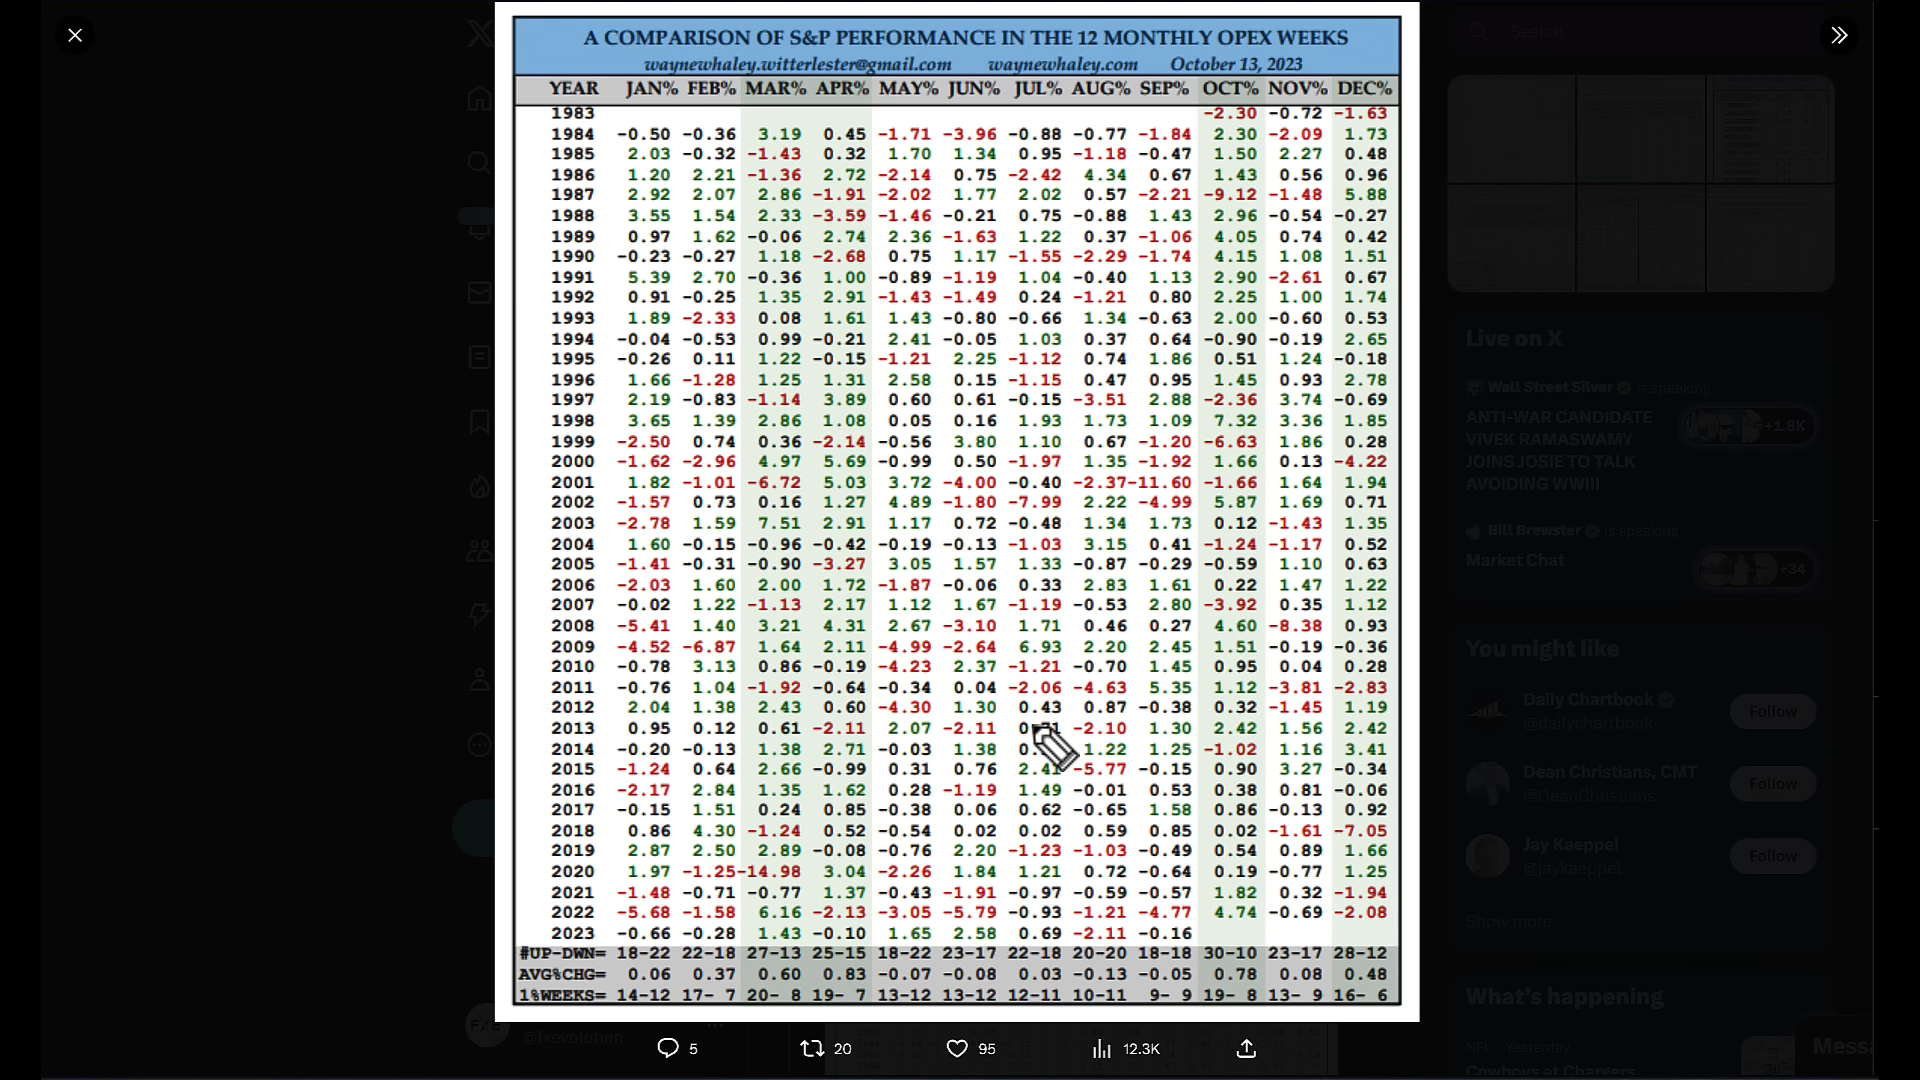 A COMPARISON OF S&P PERFORMANCE IN THE 12 MONTHLY OPEX WEEKS
waynewhaley.witterlester@gmail.com waynewhaley.com October 13, 2023
YEAR JAN% FEB% MAR% APR% MAY% JUN% JUL% AUG% SEP% OCT% NOV% DEC%
1983 -2.30 -0.72 -1.63
1984 -0.50 -0.36 3.19 0.45 -1.71 -3.96 -0.88 -0.77 -1.84 2.30 -2.09 1.73
1985 2.03 -0.32 -1.43 0.32 1.70 1.34 0.95 -1.18 -0.47 1.50 2.27 0.48
1986 1.20 2.21 -1.36 2.72 -2.14 0.75 -2.42 4.34 0.67 1.43 0.56 0.96
1987 2.92 2.07 2.86 -1.91 -2.02 1.77 2.02 0.57 -2.21 -9.12 -1.48 5.88
1988 3.55 1.54 2.33 -3.59 -1.46 -0.21 0.75 -0.88 1.43 2.96 -0.54 -0.27
1989 0.97 1.62 -0.06 2.74 2.36 -1.63 1.22 0.37 -1.06 4.05 0.74 0.42
1990 -0.23 -0.27 1.18 -2.68 0.75 1.17 -1.55 -2.29 -1.74 4.15 1.08 1.51
1991 5.39 2.70 -0.36 1.00 -0.89 -1.19 1.04 -0.40 1.13 2.90 -2.61 0.67
1992 0.91 -0.25 1.35 2.91 -1.43 -1.49 0.24 -1.21 0.80 2.25 1.00 1.74
1993 1.89 -2.33 0.08 1.61 1.43 -0.80 -0.66 1.34 -0.63 2.00 -0.60 0.53
1994 -0.04 -0.53 0.99 -0.21 2.41 -0.05 1.03 0.37 0.64 -0.90 -0.19 2.65
1995 -0.26 0.11 1.22 -0.15 -1.21 2.25 -1.12 0.74 1.86 0.51 1.24 -0.18
1996 1.66 -1.28 1.25 1.31 2.58 0.15 -1.15 0.47 0.95 1.45 0.93 2.78
1997 2.19 -0.83 -1.14 3.89 0.60 0.61 -0.15 -3.51 2.88 -2.36 3.74 -0.69
1998 3.65 1.39 2.86 1.08 0.05 0.16 1.93 1.73 1.09 7.32 3.36 1.85
1999 -2.50 0.74 0.36 -2.14 -0.56 3.80 1.10 0.67 -1.20 -6.63 1.86 0.28
2000 -1.62 -2.96 4.97 5.69 -0.99 0.50 -1.97 1.35 -1.92 1.66 0.13 -4.22
2001 1.82 -1.01 -6.72 5.03 3.72 -4.00 -0.40 -2.37 -11.60 -1.66 1.64 1.94
2002 -1.57 0.73 0.16 1.27 4.89 -1.80 -7.99 2.22 -4.99 5.87 1.69 0.71
2003 -2.78 1.59 7.51 2.91 1.17 0.72 -0.48 1.34 1.73 0.12 -1.43 1.35
2004 1.60 -0.15 -0.96 -0.42 -0.19 -0.13 -1.03 3.15 0.41 -1.24 -1.17 0.52
2005 -1.41 -0.31 -0.90 -3.27 3.05 1.57 1.33 -0.87 -0.29 -0.59 1.10 0.63
2006 -2.03 1.60 2.00 1.72 -1.87 -0.06 0.33 2.83 1.61 0.22 1.47 1.22
2007 -0.02 1.22 -1.13 2.17 1.12 1.67 -1.19 -0.53 2.80 -3.92 0.35 1.12
2008 -5.41 1.40 3.21 4.31 2.67 -3.10 1.71 0.46 0.27 4.60 -8.38 0.93
2009 -4.52 -6.87 1.64 2.11 -4.99 -2.64 6.93 2.20 2.45 1.51 -0.19 -0.36
2010 -0.78 3.13 0.86 -0.19 -4.23 2.37 -1.21 -0.70 1.45 0.95 0.04 0.28
2011 -0.76 1.04 -1.92 -0.64 -0.34 0.04 -2.06 -4.63 5.35 1.12 -3.81 -2.83
2012 2.04 1.38 2.43 0.60 -4.30 1.30 0.43 0.87 -0.38 0.32 -1.45 1.19
2013 0.95 0.12 0.61 -2.11 2.07 -2.11 -2.10 1.30 2.42 1.56 2.42
2014 -0.20 -0.13 1.38 2.71 -0.03 1.38 1.22 1.25 -1.02 1.16 3.41
2015 -1.24 0.64 2.66 -0.99 0.31 0.76 2.41 -5.77 -0.15 0.90 3.27 -0.34
2016 -2.17 2.84 1.35 1.62 0.28 -1.19 1.49 -0.01 0.53 0.38 0.81 -0.06
2017 -0.15 1.51 0.24 0.85 -0.38 0.06 0.62 -0.65 1.58 0.86 -0.13 0.92
2018 0.86 4.30 -1.24 0.52 -0.54 0.02 0.02 0.59 0.85 0.02 -1.61 -7.05
2019 2.87 2.50 2.89 -0.08 -0.76 2.20 -1.23 -1.03 -0.49 0.54 0.89 1.66
2020 1.97 -1.25 -14.98 3.04 -2.26 1.84 1.21 0.72 -0.64 0.19 -0.77 1.25
2021 -1.48 -0.71 -0.77 1.37 -0.43 -1.91 -0.97 -0.59 -0.57 1.82 0.32 -1.94
2022 -5.68 -1.58 6.16 -2.13 -3.05 -5.79 -0.93 -1.21 -4.77 4.74 -0.69 -2.08
2023 -0.66 -0.28 1.43 -0.10 1.65 2.58 0.69 -2.11 -0.16
#UP-DWN= 18-22 22-18 27-13 25-15 18-22 23-17 22-18 20-20 18-18 30-10 23-17 28-12
AVG%CHG= 0.06 0.37 0.60 0.83 -0.07 -0.08 0.03 -0.13 -0.05 0.78 0.08 0.48
1%WEEKS= 14-12 17- 7 20- 8 19- 7 13-12 13-12 12-11 10-11 9- 9 19- 8 13- 9 16- 6
5 20 95 12.3K
@fxevolution
Search
Live on X
Wall Street Silver is speaking
ANTI-WAR CANDIDATE
VIVEK RAMASWAMY
JOINS JOSIE TO TALK
AVOIDING WWIII
+1.8K
Bill Brewster is speaking
Market Chat
+34
You might like
Daily Chartbook
@dailychartbook
Follow
Dean Christians, CMT
@DeanChristians
Follow
Jay Kaeppel
@jaykaeppel
Follow
Show more
What's happening
NFL · Yesterday
Cowboys at Chargers